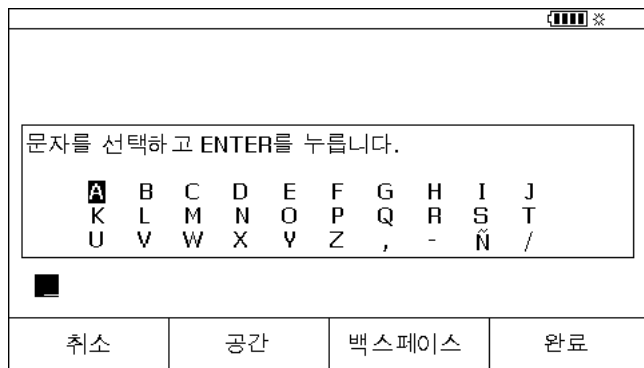 문자를 선택하고 ENTER를 누릅니다.
A B C D E F G H I J
K L M N O P Q R S T
U V W X Y Z , - Ñ /
취소 공간 백스페이스 완료